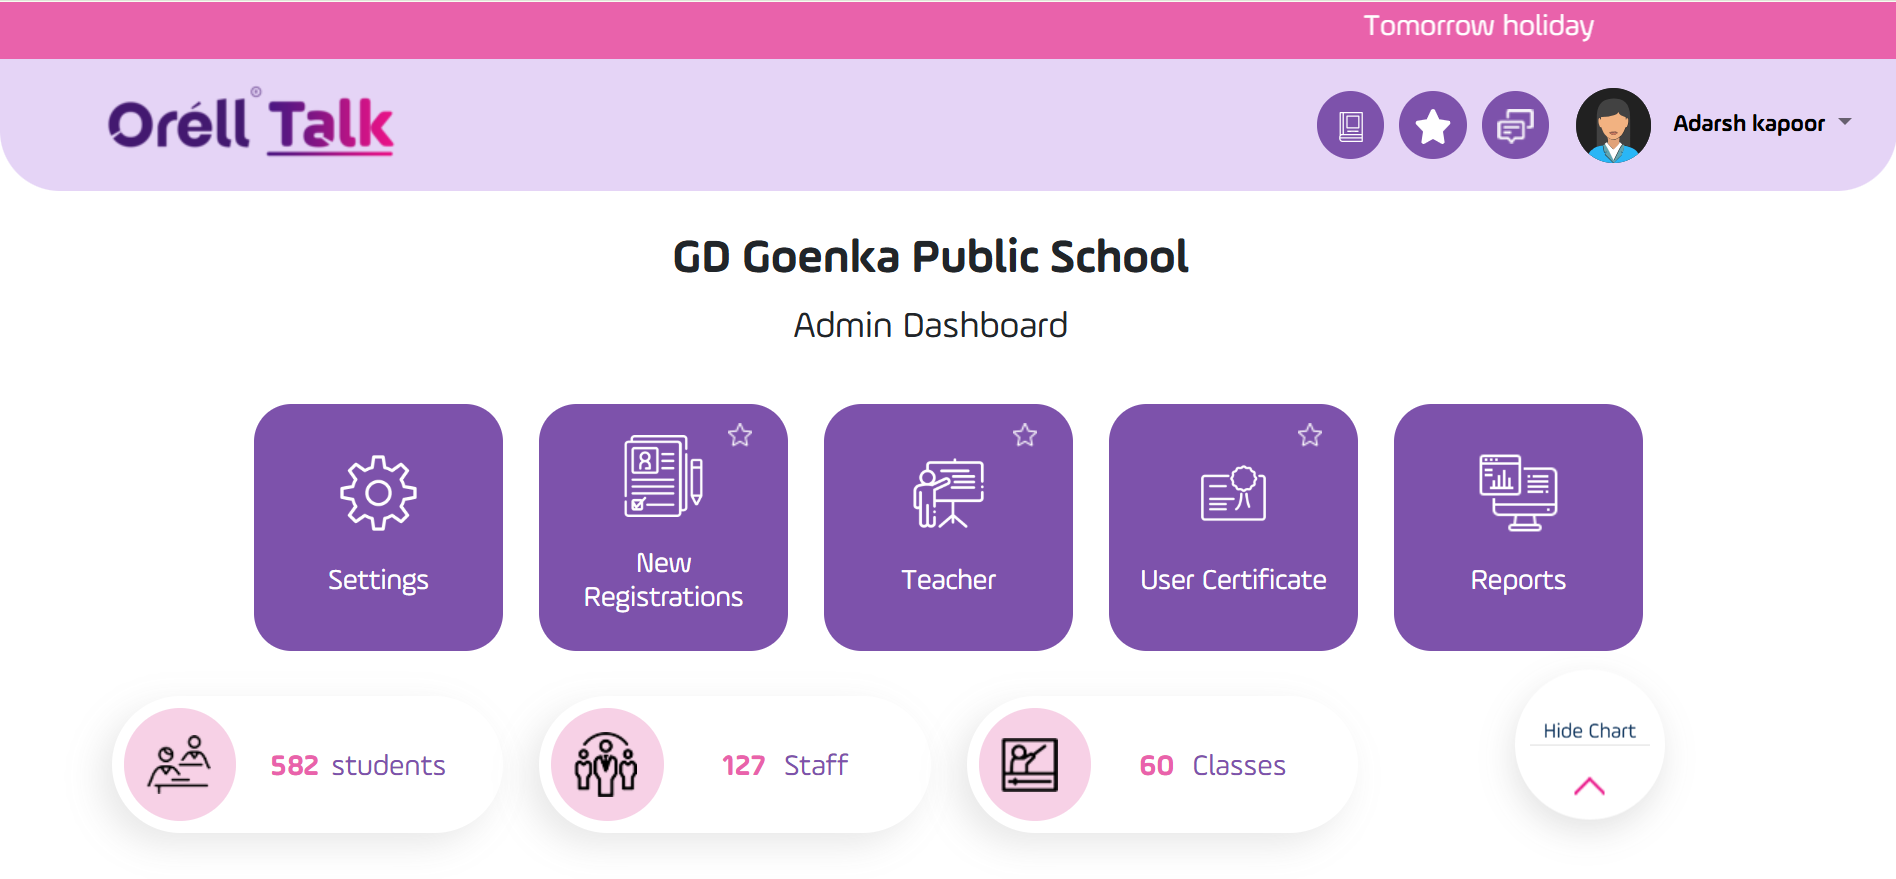 Tomorrow holiday
Oréll® Talk
Adarsh kapoor
GD Goenka Public School
Admin Dashboard
Settings
New
Registrations
Teacher
User Certificate
Reports
582 students
127 Staff
60 Classes
Hide Chart